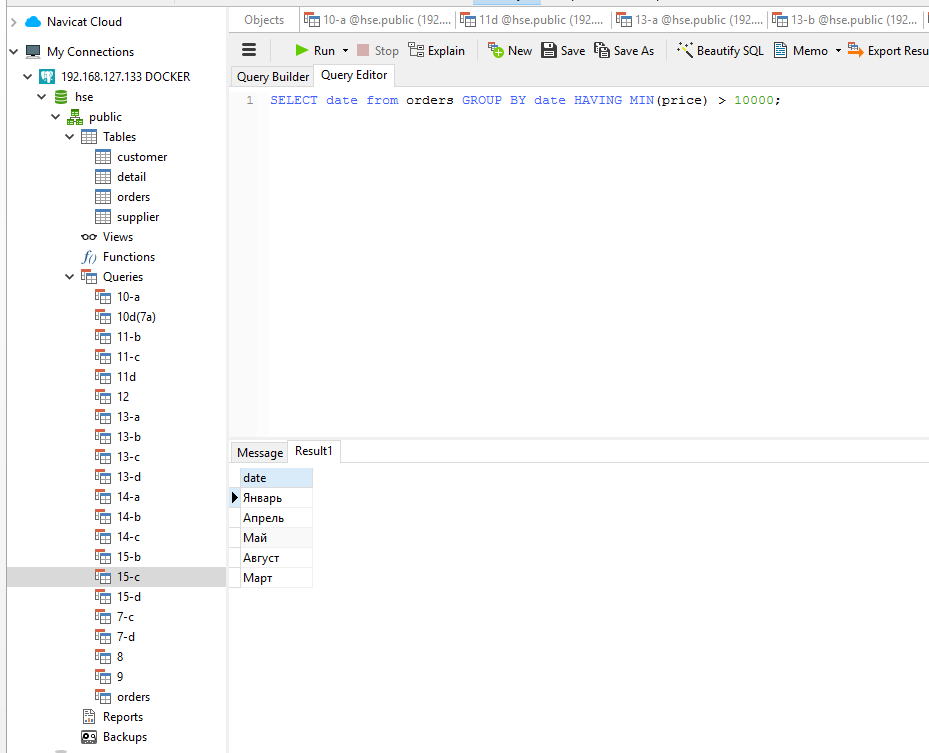 Navicat Cloud
My Connections
192.168.127.133 DOCKER
hse
public
Tables
customer
detail
orders
supplier
Views
f() Functions
Queries
10-a
10d(7a)
11-b
11-c
11d
12
13-a
13-b
13-c
13-d
14-a
14-b
14-c
15-b
15-c
15-d
7-c
7-d
8
9
orders
Reports
Backups
Objects 10-a @hse.public (192.... 11d @hse.public (192.... 13-a @hse.public (192.... 13-b @hse.public (192....
Run Stop Explain New Save Save As Beautify SQL Memo Export Resu
Query Builder Query Editor
1 SELECT date from orders GROUP BY date HAVING MIN(price) > 10000;
Message Result1
date
Январь
Апрель
Май
Август
Март